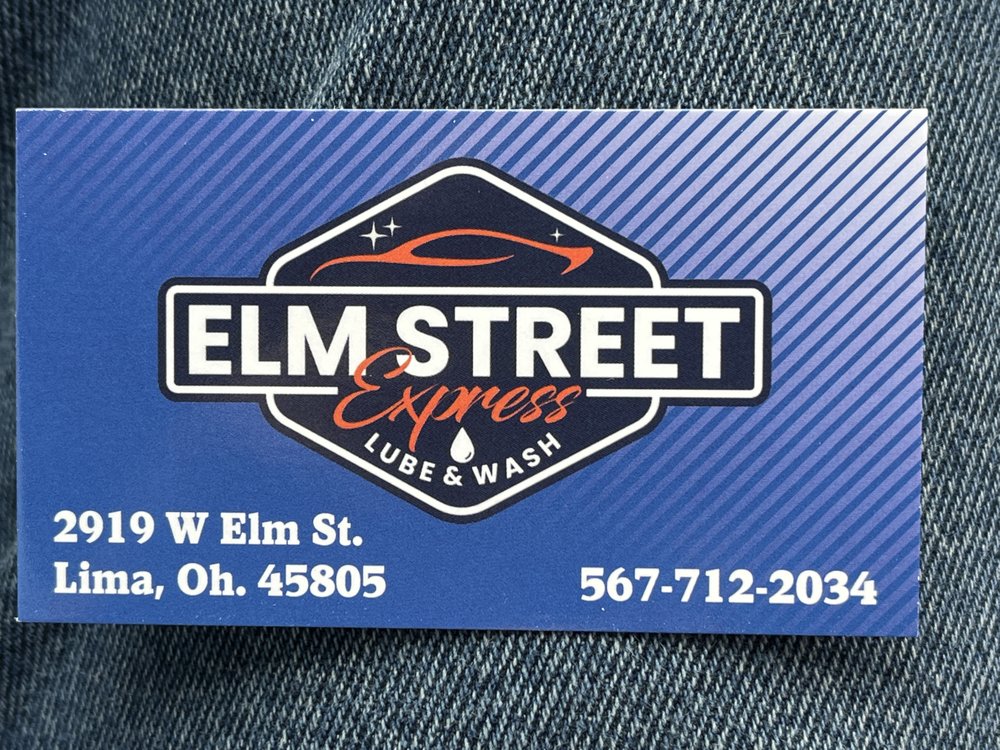 ELM STREET
Express
LUBE & WASH
2919 W Elm St.
Lima, Oh. 45805
567-712-2034